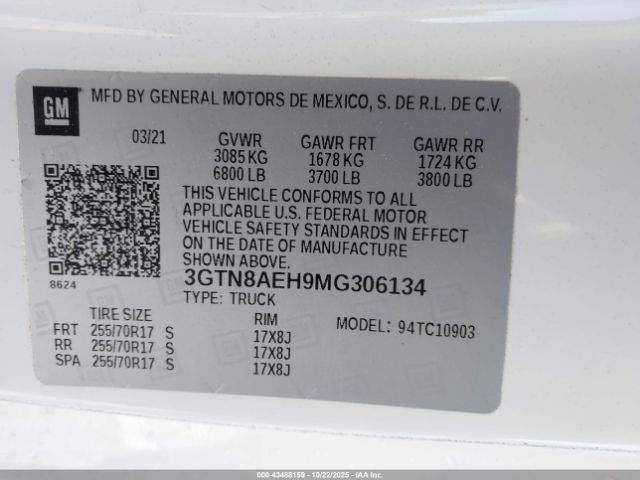 GM
MFD BY GENERAL MOTORS DE MEXICO, S. DE R.L. DE C.V.
03/21 GVWR GAWR FRT GAWR RR
3085 KG 1678 KG 1724 KG
6800 LB 3700 LB 3800 LB
THIS VEHICLE CONFORMS TO ALL
APPLICABLE U.S. FEDERAL MOTOR
VEHICLE SAFETY STANDARDS IN EFFECT
ON THE DATE OF MANUFACTURE
SHOWN ABOVE.
8624
3GTN8AEH9MG306134
TYPE: TRUCK
TIRE SIZE RIM MODEL: 94TC10903
FRT 255/70R17 S 17X8J
RR 255/70R17 S 17X8J
SPA 255/70R17 S 17X8J
000-43488159 - 10/22/2025 - © IAA Holdings, LLC